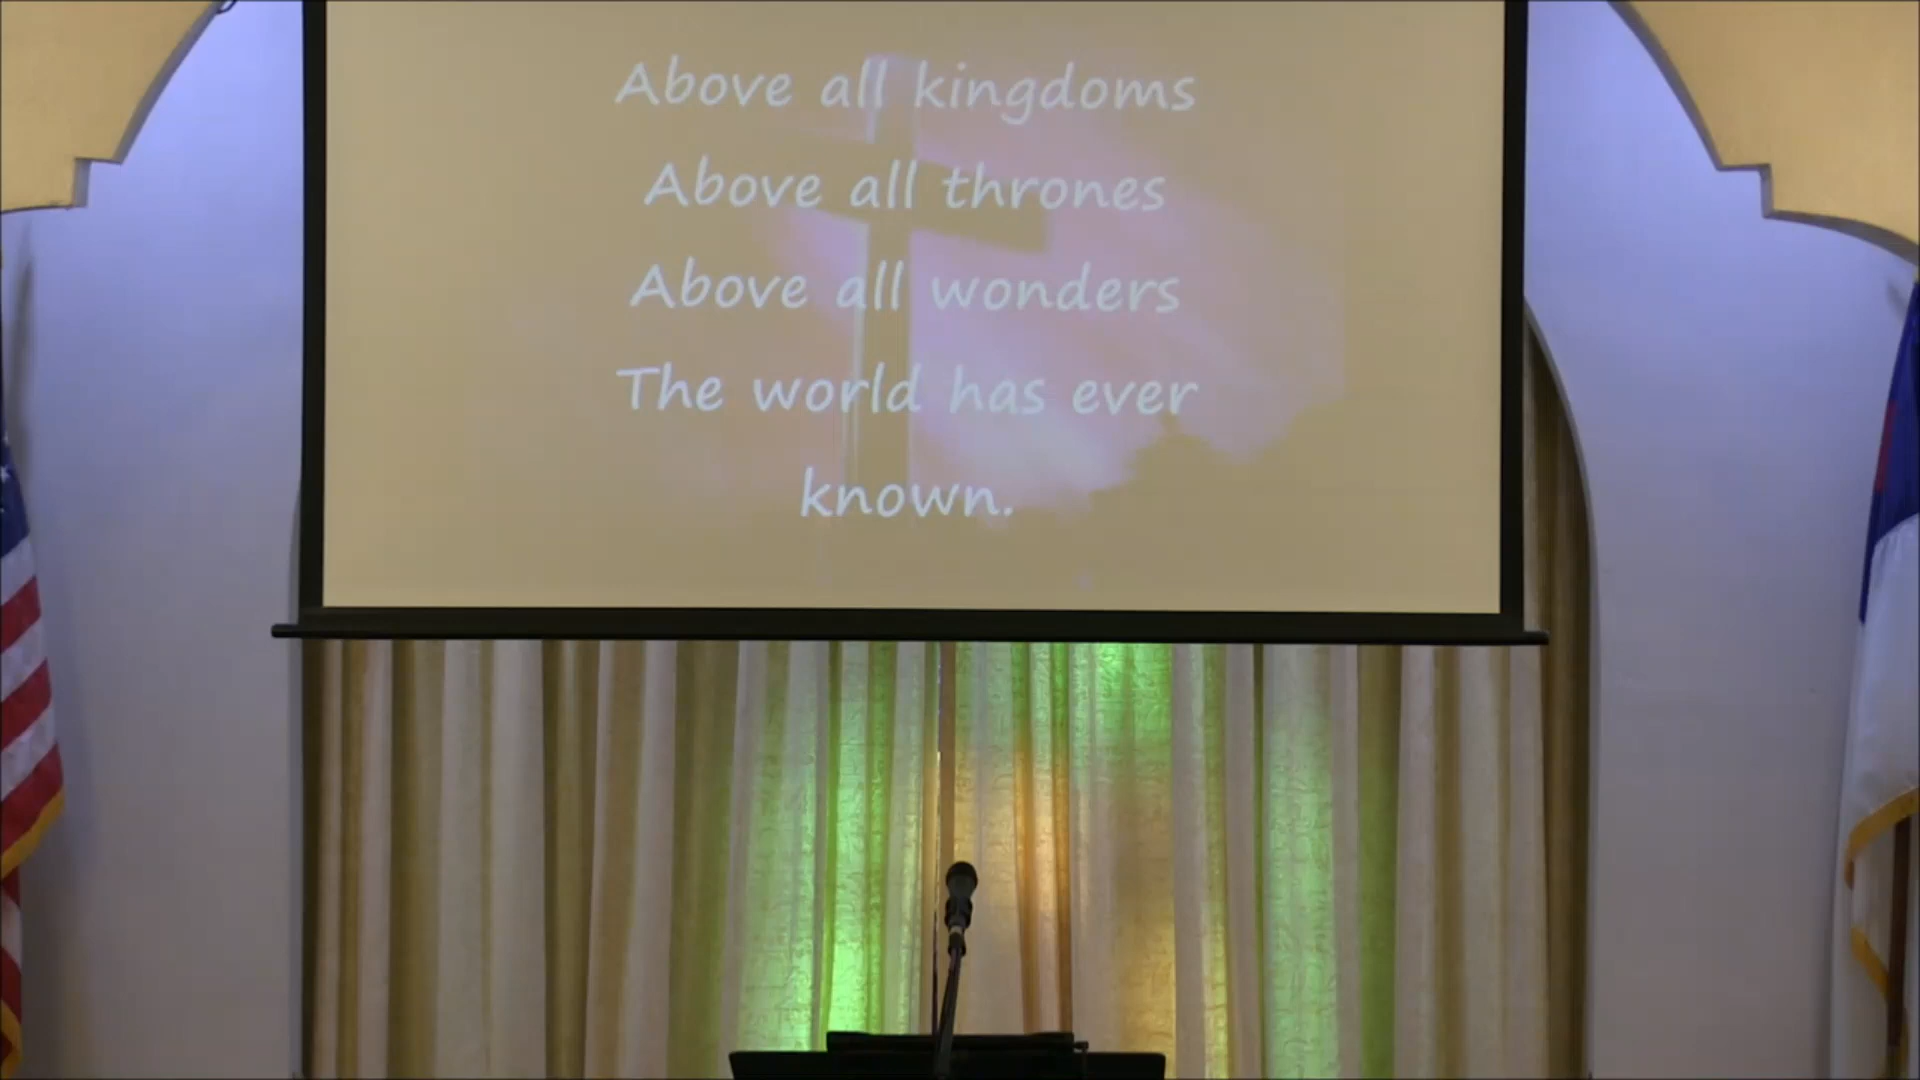 Above all kingdoms
Above all thrones
Above all wonders
The world has ever
known.